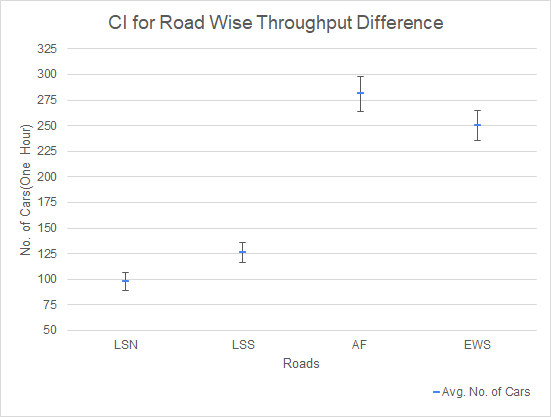 CI for Road Wise Throughput Difference
No. of Cars(One Hour)
325
300
275
250
225
200
175
150
125
100
75
50
LSN LSS AF EWS
Roads
Avg. No. of Cars